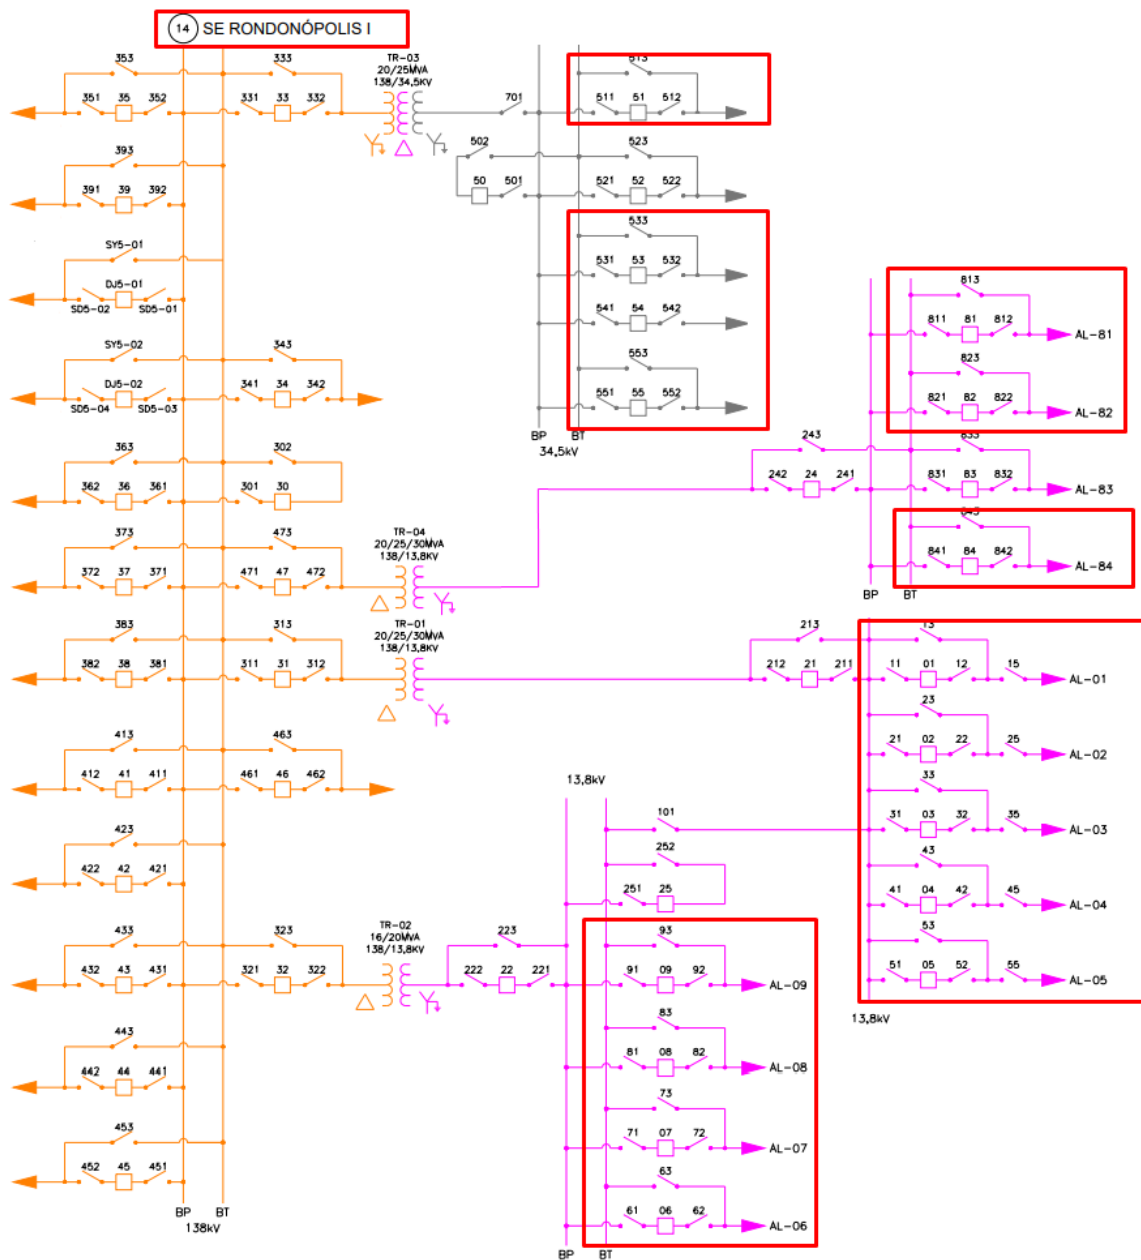 14 SE RONDONÓPOLIS I
TR-03
20/25MVA
138/34,5KV
353 333
351 35 352 331 33 332
701
513
511 51 512
502 523
50 501 521 52 522
393
391 39 392
533
531 53 532
SY5-01
DJ5-01
SD5-02 SD5-01
541 54 542
813
811 81 812 AL-81
SY5-02 343
DJ5-02
SD5-04 SD5-03
341 34 342
553
551 55 552
823
821 82 822 AL-82
BP BT
34,5kV
363 302
362 36 361 301 30
243 833
242 24 241 831 83 832 AL-83
TR-04
20/25/30MVA
138/13,8KV
373 473
372 37 371 471 47 472
843
841 84 842 AL-84
BP BT
TR-01
20/25/30MVA
138/13,8KV
383 313
382 38 381 311 31 312
213 13
212 21 211 11 01 12 15 AL-01
23
21 02 22 25 AL-02
413 463
412 41 411 461 46 462
13,8kV
33
101
31 03 32 35 AL-03
423
422 42 421
252
251 25
43
41 04 42 45 AL-04
TR-02
16/20MVA
138/13,8KV
433 323
432 43 431 321 32 322
223
222 22 221
93
91 09 92 AL-09
53
51 05 52 55 AL-05
13,8kV
443
442 44 441
83
81 08 82 AL-08
453
452 45 451
73
71 07 72 AL-07
BP BT
138kV
63
61 06 62 AL-06
BP BT